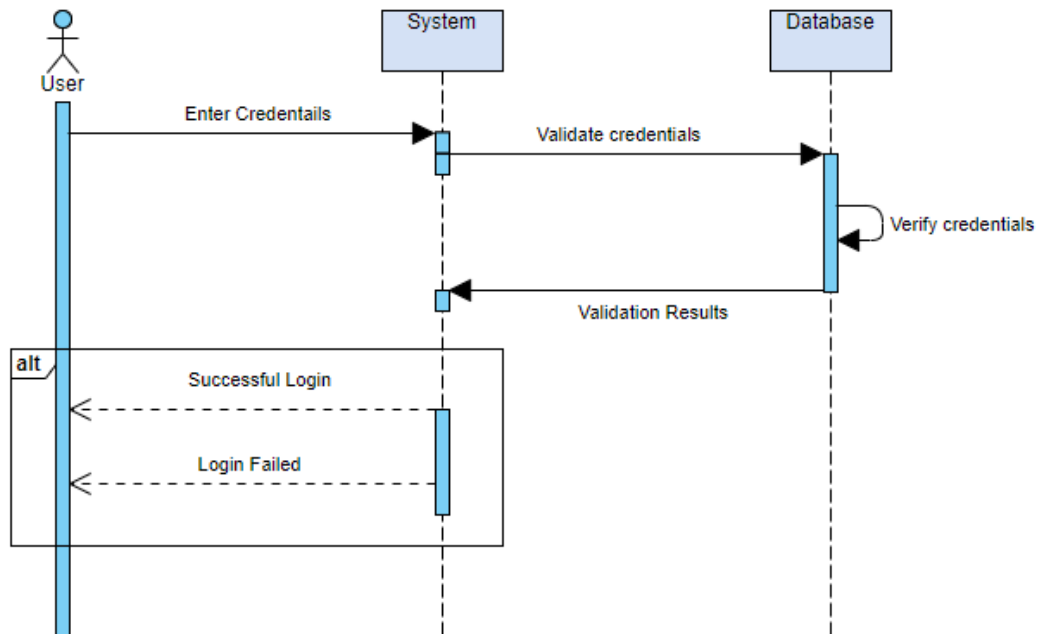 System
Database
User
Enter Credentails
Validate credentials
Verify credentials
Validation Results
alt
Successful Login
Login Failed